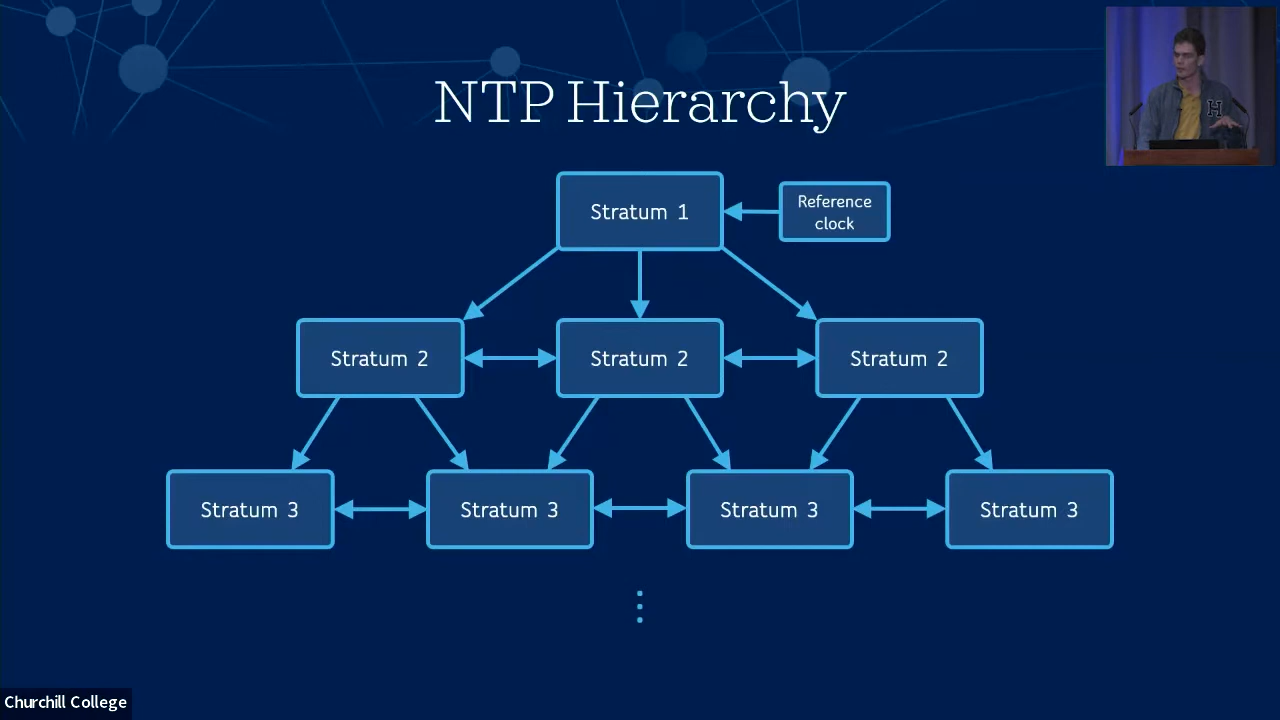 NTP Hierarchy
Stratum 1
Reference
clock
Stratum 2
Stratum 2
Stratum 2
Stratum 3
Stratum 3
Stratum 3
Stratum 3
H
Churchill College